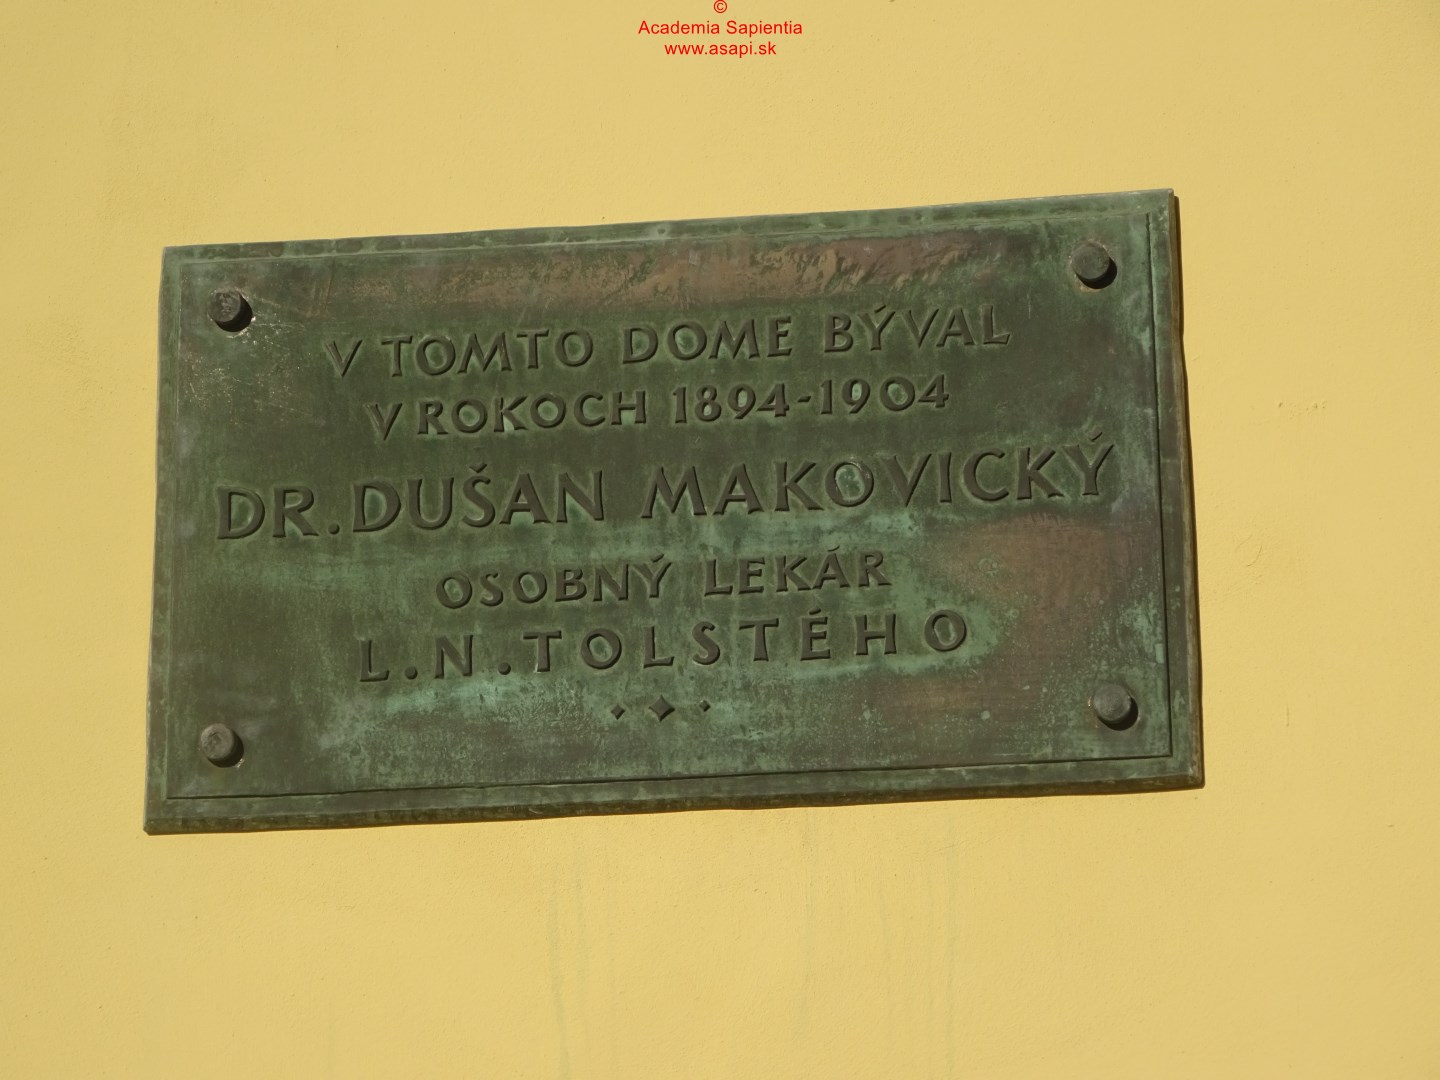 ©
Academia Sapientia
www.asapi.sk
V TOMTO DOME BÝVAL
V ROKOCH 1894-1904
DR. DUŠAN MAKOVICKÝ
OSOBNÝ LEKÁR
L. N. TOLSTÉHO